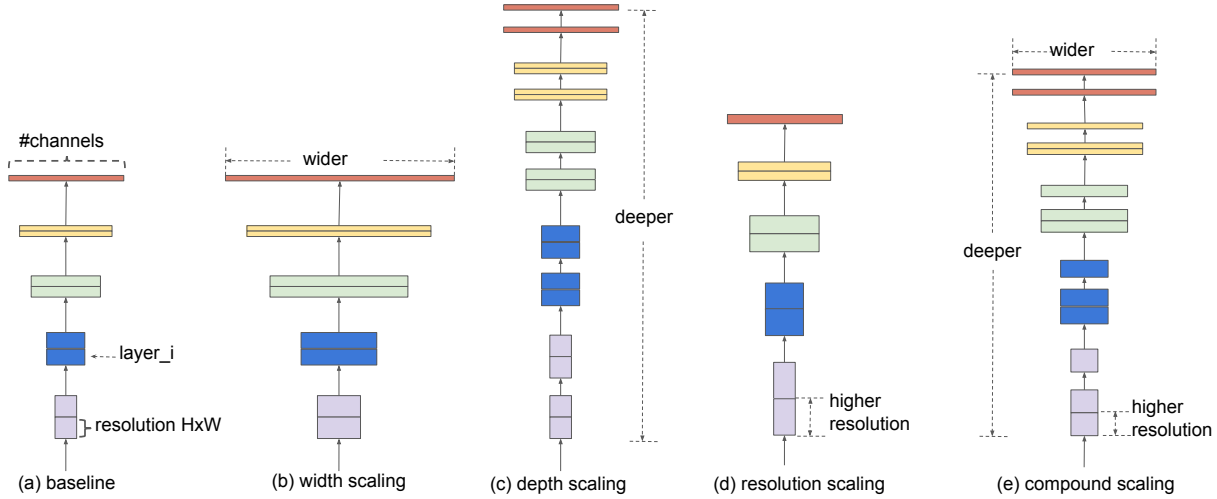 #channels
layer_i
resolution HxW
(a) baseline
wider
(b) width scaling
deeper
(c) depth scaling
higher
resolution
(d) resolution scaling
wider
deeper
higher
resolution
(e) compound scaling